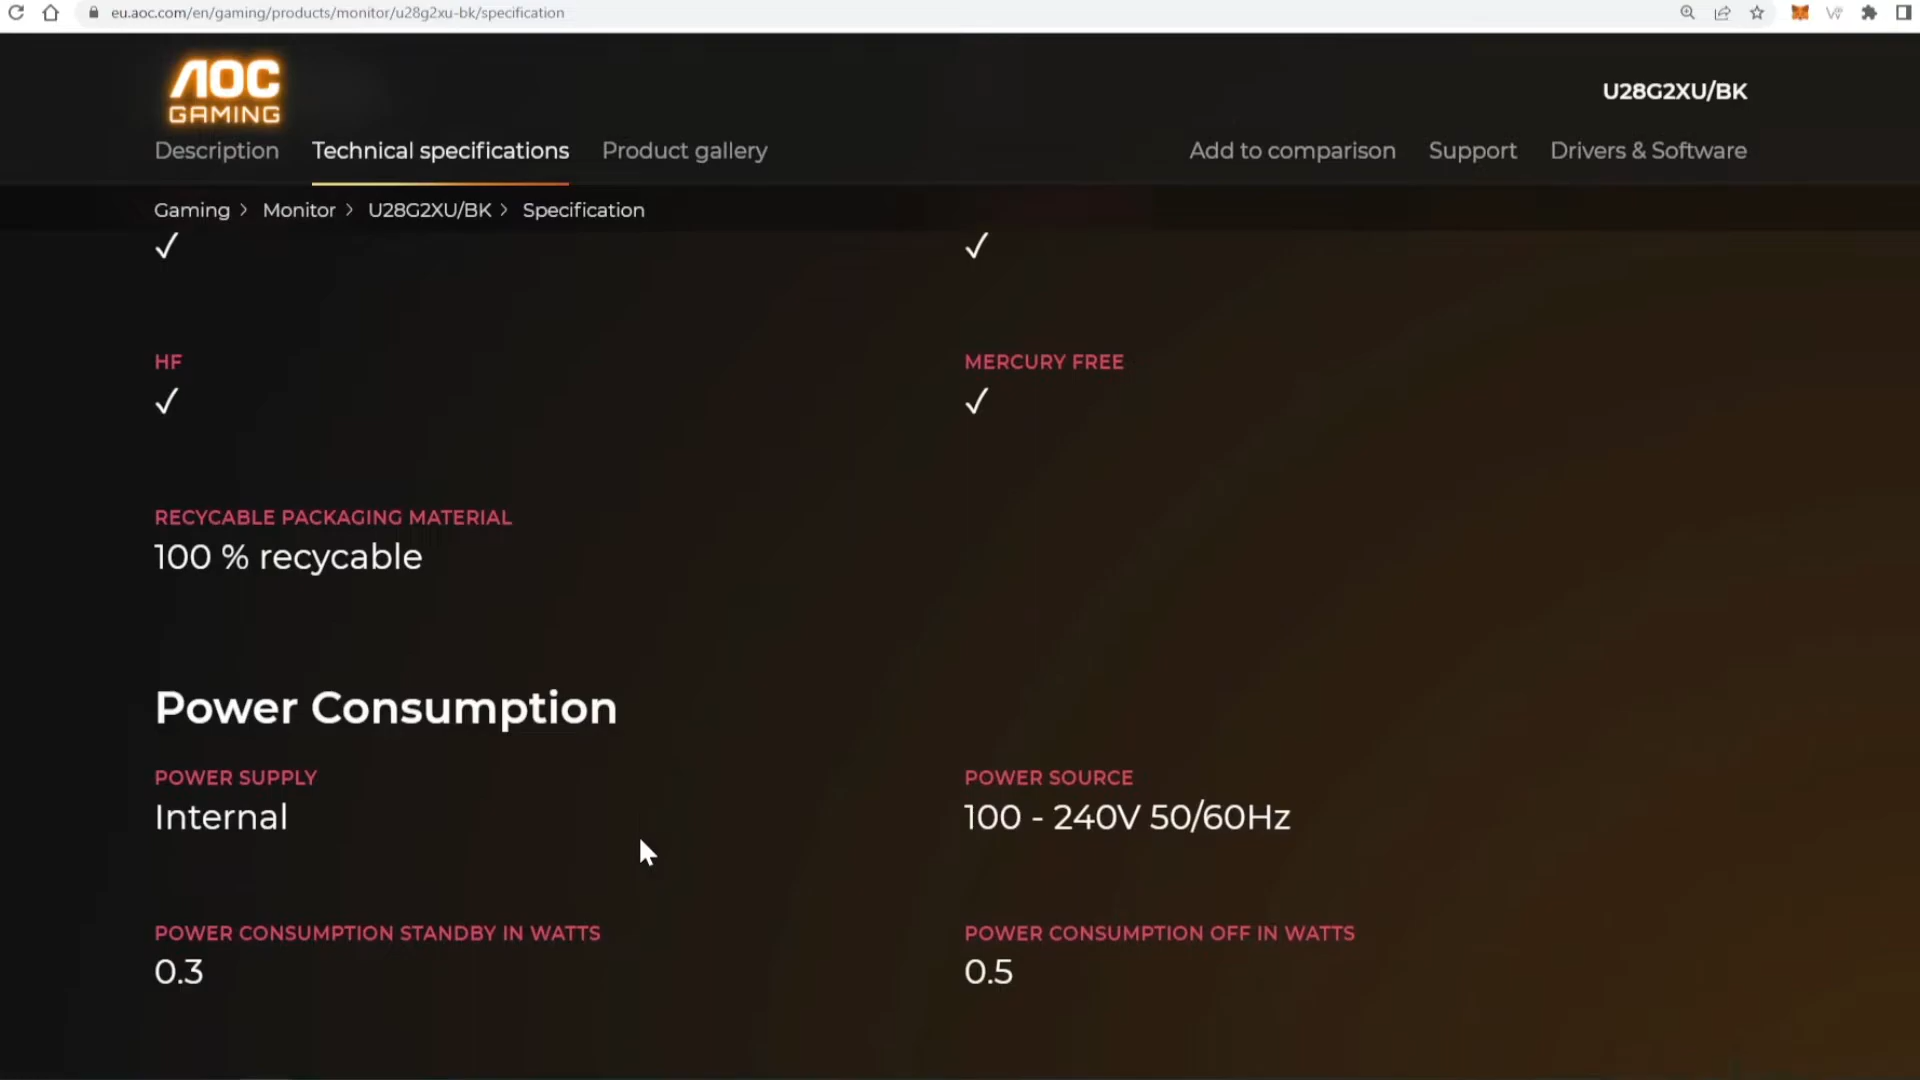 eu.aoc.com/en/gaming/products/monitor/u28g2xu-bk/specification
AOC
GAMING
U28G2XU/BK
Description Technical specifications Product gallery Add to comparison Support Drivers & Software
Gaming > Monitor > U28G2XU/BK > Specification
✓ ✓
HF MERCURY FREE
✓ ✓
RECYCABLE PACKAGING MATERIAL
100 % recycable
Power Consumption
POWER SUPPLY POWER SOURCE
Internal 100 - 240V 50/60Hz
POWER CONSUMPTION STANDBY IN WATTS POWER CONSUMPTION OFF IN WATTS
0.3 0.5